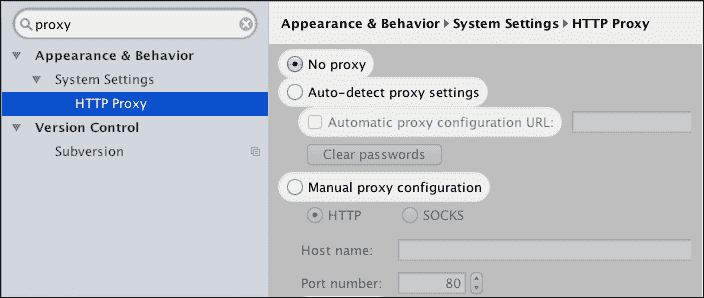 proxy
Appearance & Behavior
System Settings
HTTP Proxy
Version Control
Subversion
Appearance & Behavior ▸ System Settings ▸ HTTP Proxy
No proxy
Auto-detect proxy settings
Automatic proxy configuration URL:
Clear passwords
Manual proxy configuration
HTTP SOCKS
Host name:
Port number: 80